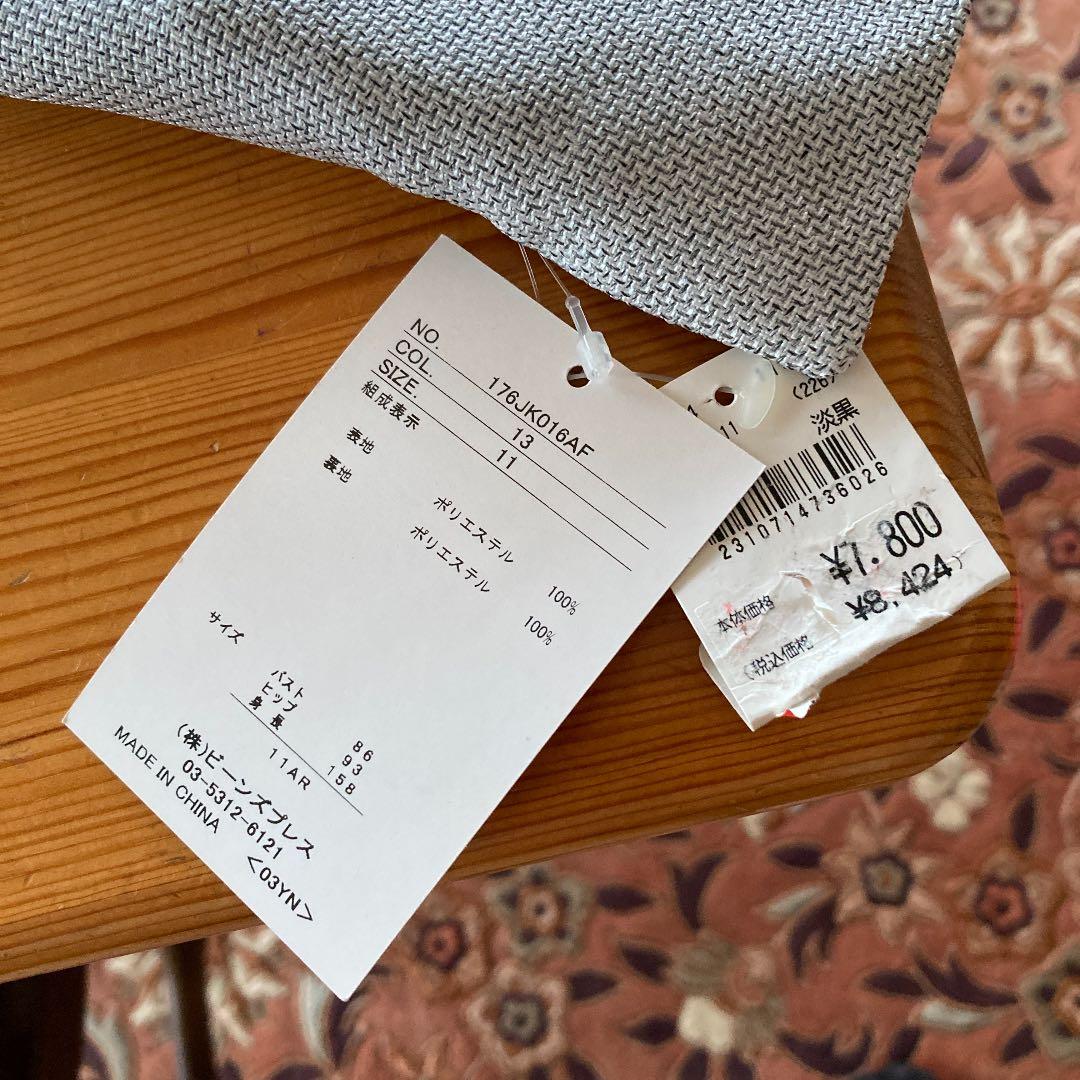 NO. 176JK016AF
COL. 13
SIZE. 11
組成表示
表地 ポリエステル 100%
裏地 ポリエステル 100%
サイズ
バスト 86
ヒップ 93
身長 158
11AR
(株)ビーンズプレス
03-5312-6121
MADE IN CHINA <03YN>
11
淡黒
2310714736026
本体価格 ¥7.800
(税込価格 ¥8,424)